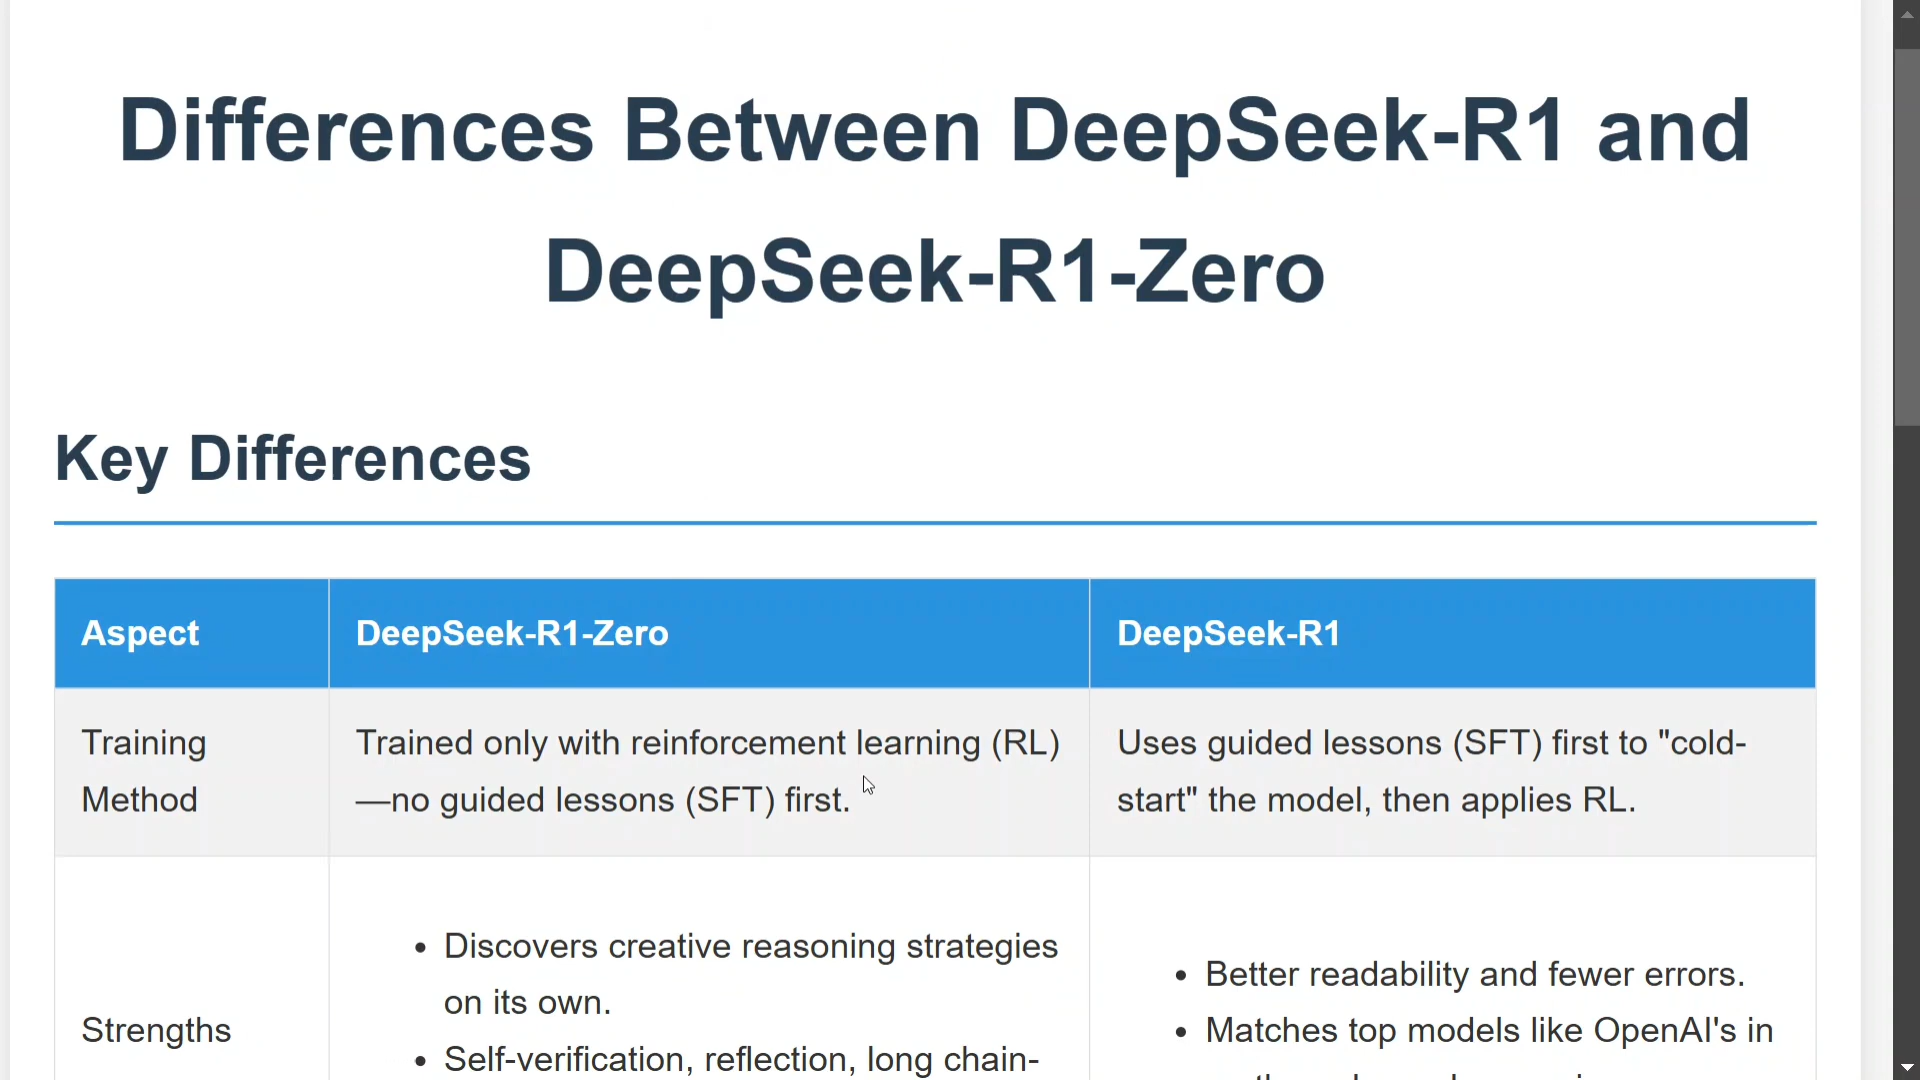 Differences Between DeepSeek-R1 and
DeepSeek-R1-Zero
Key Differences
Aspect
DeepSeek-R1-Zero
DeepSeek-R1
Training
Method
Trained only with reinforcement learning (RL)
—no guided lessons (SFT) first.
Uses guided lessons (SFT) first to "cold-
start" the model, then applies RL.
Strengths
• Discovers creative reasoning strategies
on its own.
• Self-verification, reflection, long chain-
• Better readability and fewer errors.
• Matches top models like OpenAI's in